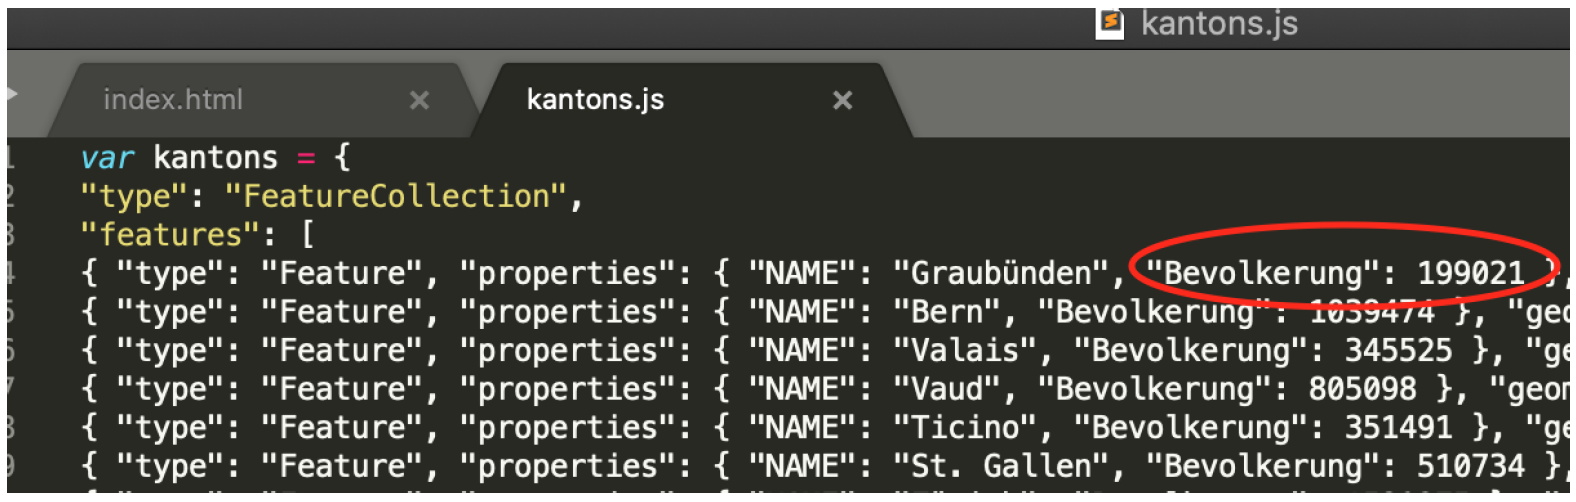 kantons.js
index.html × kantons.js ×
1 var kantons = {
2 "type": "FeatureCollection",
3 "features": [
4 { "type": "Feature", "properties": { "NAME": "Graubünden", "Bevolkerung": 199021 },
5 { "type": "Feature", "properties": { "NAME": "Bern", "Bevolkerung": 1039474 }, "geo
6 { "type": "Feature", "properties": { "NAME": "Valais", "Bevolkerung": 345525 }, "ge
7 { "type": "Feature", "properties": { "NAME": "Vaud", "Bevolkerung": 805098 }, "geom
8 { "type": "Feature", "properties": { "NAME": "Ticino", "Bevolkerung": 351491 }, "ge
9 { "type": "Feature", "properties": { "NAME": "St. Gallen", "Bevolkerung": 510734 },